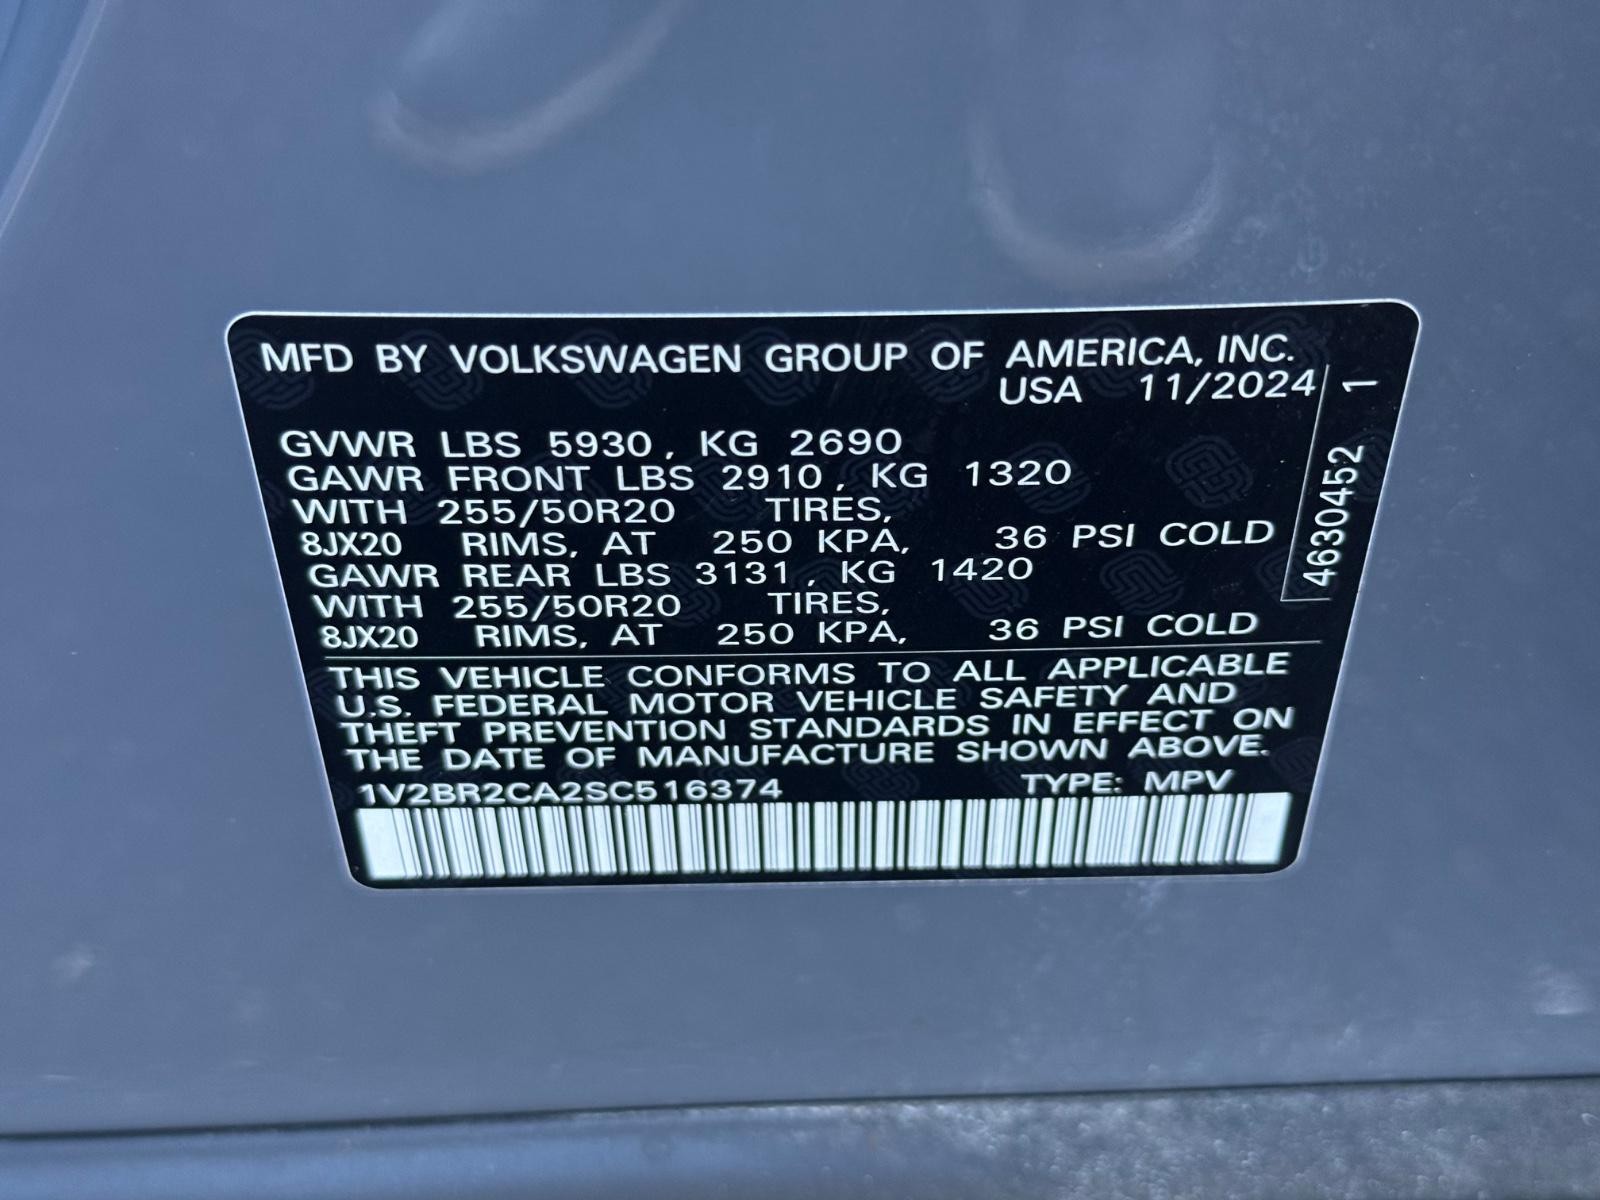 MFD BY VOLKSWAGEN GROUP OF AMERICA, INC.
USA 11/2024
GVWR LBS 5930, KG 2690
GAWR FRONT LBS 2910, KG 1320
WITH 255/50R20 TIRES,
8JX20 RIMS, AT 250 KPA, 36 PSI COLD
GAWR REAR LBS 3131, KG 1420
WITH 255/50R20 TIRES,
8JX20 RIMS, AT 250 KPA, 36 PSI COLD
4630452 1
THIS VEHICLE CONFORMS TO ALL APPLICABLE
U.S. FEDERAL MOTOR VEHICLE SAFETY AND
THEFT PREVENTION STANDARDS IN EFFECT ON
THE DATE OF MANUFACTURE SHOWN ABOVE.
1V2BR2CA2SC516374 TYPE: MPV